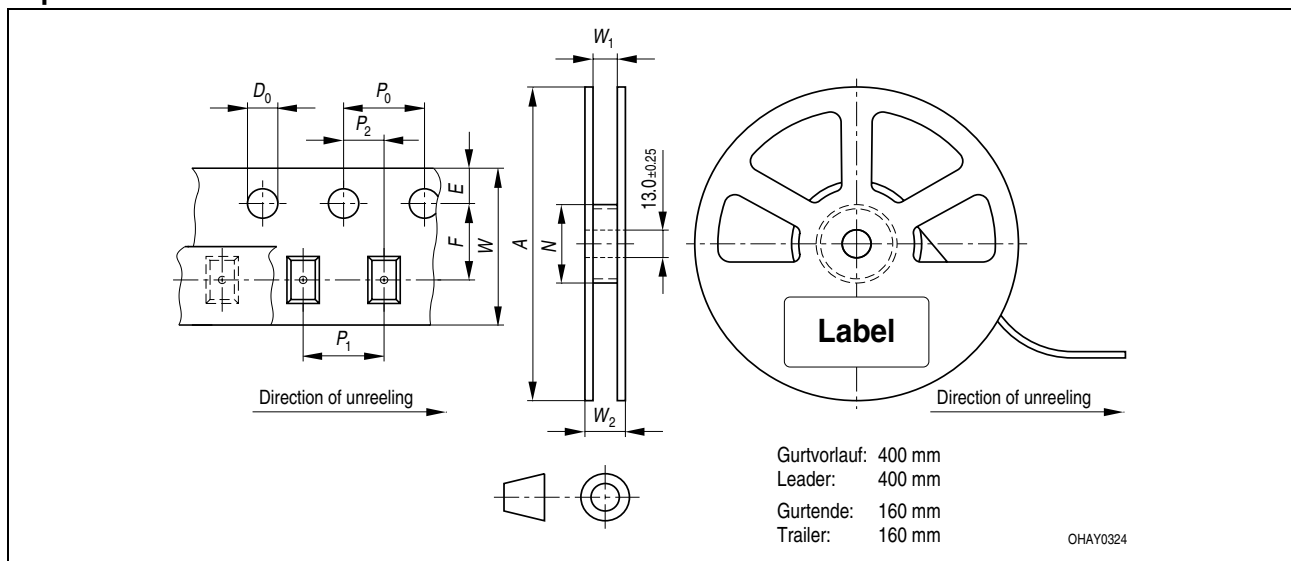 W1
D0
P0
P2
E
F
W
A
N
13.0±0.25
P1
Label
Direction of unreeling
W2
Direction of unreeling
Gurtvorlauf: 400 mm
Leader: 400 mm
Gurtende: 160 mm
Trailer: 160 mm
OHAY0324